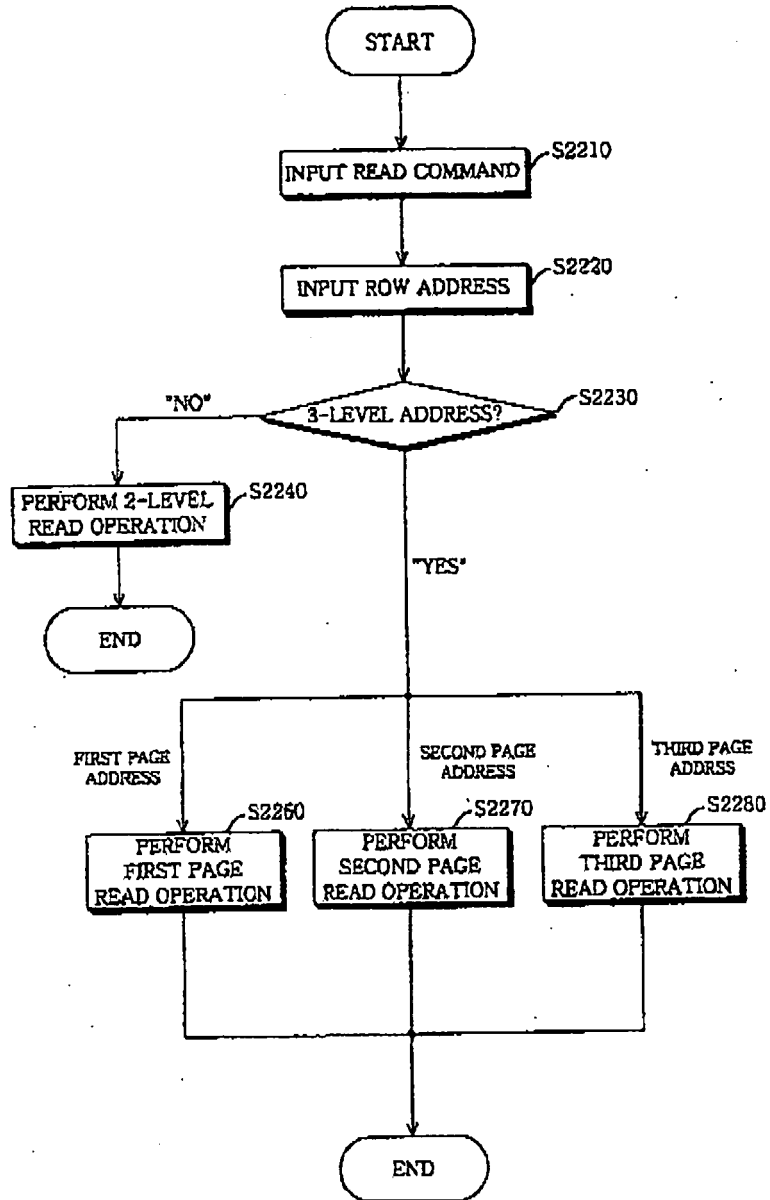 START
INPUT READ COMMAND
S2210
INPUT ROW ADDRESS
S2220
3-LEVEL ADDRESS?
S2230
"NO"
PERFORM 2-LEVEL
READ OPERATION
S2240
END
"YES"
FIRST PAGE
ADDRESS
SECOND PAGE
ADDRESS
THIRD PAGE
ADDRSS
S2260
PERFORM
FIRST PAGE
READ OPERATION
S2270
PERFORM
SECOND PAGE
READ OPERATION
S2280
PERFORM
THIRD PAGE
READ OPERATION
END